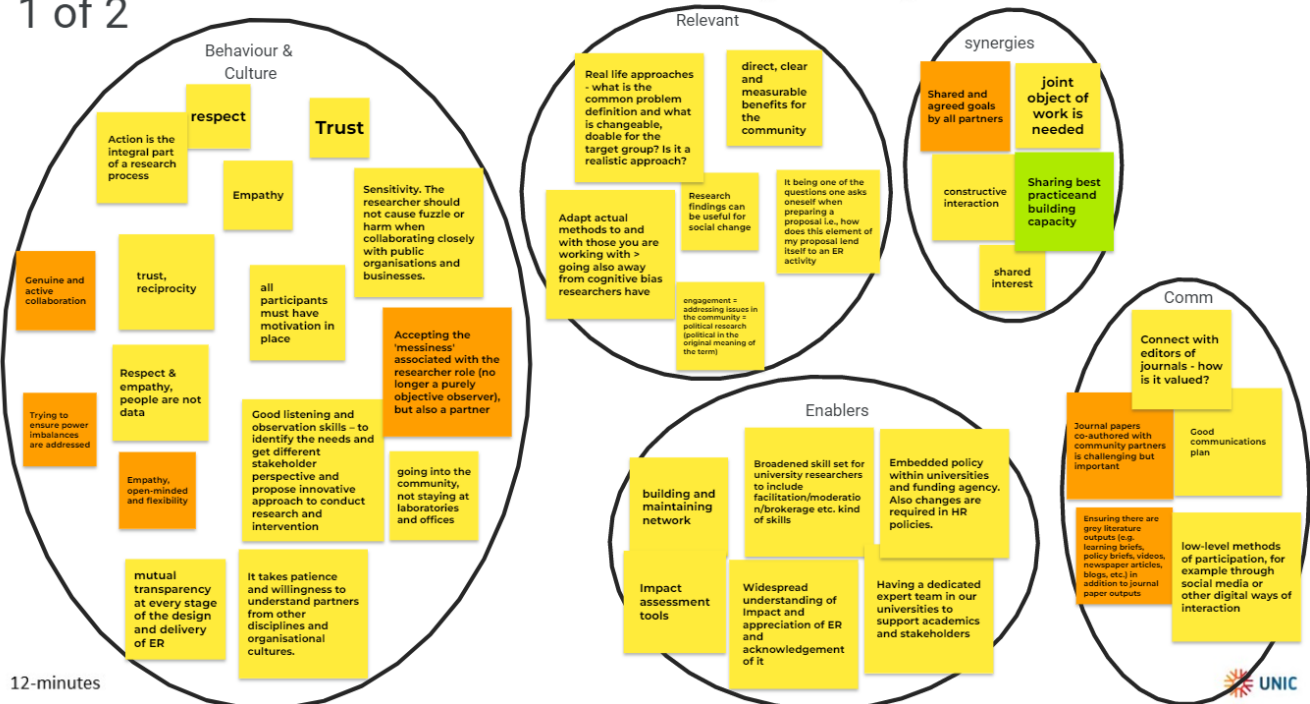 1 of 2
Behaviour &
Culture
respect
Trust
Action is the
integral part
of a research
process
Empathy
Sensitivity. The
researcher should
not cause fuzzle or
harm when
collaborating closely
with public
organisations and
businesses.
Genuine and
active
collaboration
trust,
reciprocity
all
participants
must have
motivation in
place
Accepting the
'messiness'
associated with the
researcher role (no
longer a purely
objective observer),
but also a partner
Respect &
empathy,
people are not
data
Trying to
ensure power
imbalances
are addressed
Good listening and
observation skills – to
identify the needs and
get different
stakeholder
perspective and
propose innovative
approach to conduct
research and
intervention
Empathy,
open-minded
and flexibility
going into the
community,
not staying at
laboratories
and offices
mutual
transparency
at every stage
of the design
and delivery
of ER
It takes patience
and willingness to
understand partners
from other
disciplines and
organisational
cultures.
12-minutes
Relevant
Real life approaches
- what is the
common problem
definition and what
is changeable,
doable for the
target group? Is it a
realistic approach?
direct, clear
and
measurable
benefits for
the
community
Adapt actual
methods to and
with those you are
working with >
going also away
from cognitive bias
researchers have
Research
findings can
be useful for
social change
It being one of the
questions one asks
oneself when
preparing a
proposal i.e., how
does this element of
my proposal lend
itself to an ER
activity
engagement =
addressing issues in
the community =
political research
(political in the
original meaning of
the term)
synergies
Shared and
agreed goals
by all partners
joint
object of
work is
needed
constructive
interaction
Sharing best
practiceand
building
capacity
shared
interest
Enablers
building and
maintaining
network
Broadened skill set for
university researchers
to include
facilitation/moderatio
n/brokerage etc. kind
of skills
Embedded policy
within universities
and funding agency.
Also changes are
required in HR
policies.
Impact
assessment
tools
Widespread
understanding of
Impact and
appreciation of ER
and
acknowledgement
of it
Having a dedicated
expert team in our
universities to
support academics
and stakeholders
Comm
Connect with
editors of
journals - how
is it valued?
Journal papers
co-authored with
community partners
is challenging but
important
Good
communications
plan
Ensuring there are
grey literature
outputs (e.g.
learning briefs,
policy briefs, videos,
newspaper articles,
blogs, etc.) in
addition to journal
paper outputs
low-level methods
of participation, for
example through
social media or
other digital ways of
interaction
UNIC